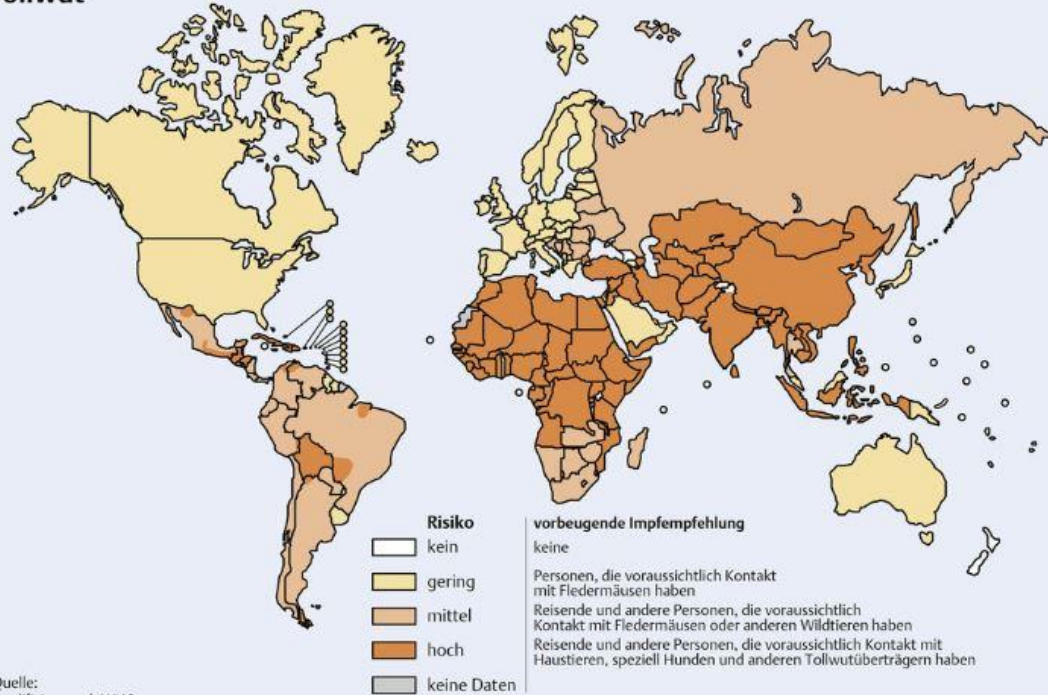 Risiko
vorbeugende Impfempfehlung
kein
keine
gering
Personen, die voraussichtlich Kontakt
mit Fledermäusen haben
mittel
Reisende und andere Personen, die voraussichtlich
Kontakt mit Fledermäusen oder anderen Wildtieren haben
hoch
Reisende und andere Personen, die voraussichtlich Kontakt mit
Haustieren, speziell Hunden und anderen Tollwutüberträgern haben
keine Daten
Quelle: